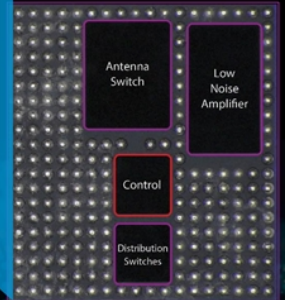 Antenna
Switch
Low
Noise
Amplifier
Control
Distribution
Switches